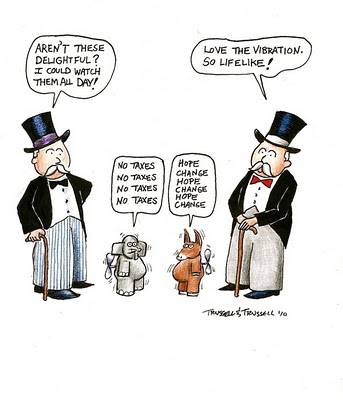 AREN'T THESE
DELIGHTFUL?
I COULD WATCH
THEM ALL DAY!
LOVE THE VIBRATION.
SO LIFELIKE!
NO TAXES
NO TAXES
NO TAXES
NO TAXES
HOPE
CHANGE
HOPE
CHANGE
HOPE
CHANGE
TRUSSELL & TRUSSELL '10